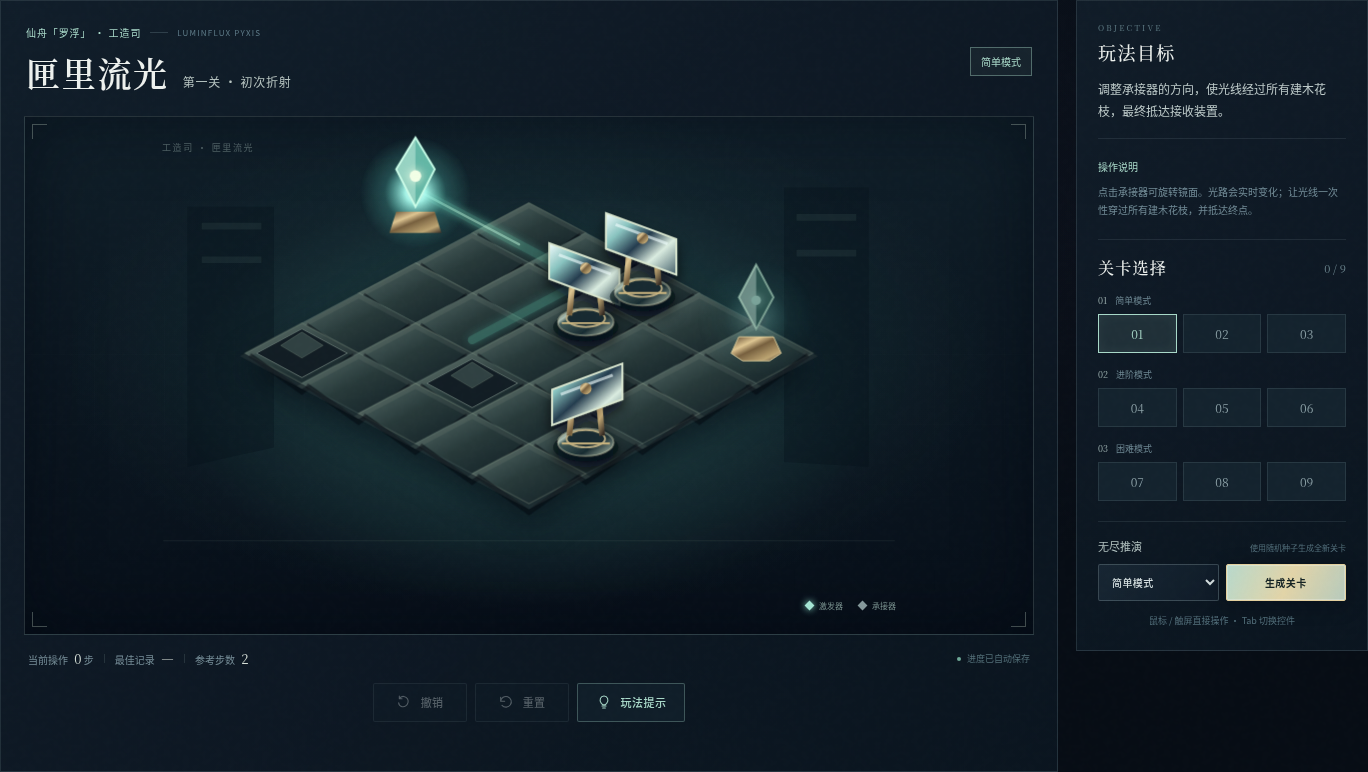 仙舟「罗浮」 · 工造司 LUMINFLUX PYXIS
匣里流光 第一关 · 初次折射
简单模式
工造司 · 匣里流光
激发器 承接器
当前操作 0 步 最佳记录 — 参考步数 2
进度已自动保存
撤销 重置 玩法提示
OBJECTIVE
玩法目标
调整承接器的方向，使光线经过所有建木花
枝，最终抵达接收装置。
操作说明
点击承接器可旋转镜面。光路会实时变化；让光线一次
性穿过所有建木花枝，并抵达终点。
关卡选择 0 / 9
01 简单模式
01 02 03
02 进阶模式
04 05 06
03 困难模式
07 08 09
无尽推演 使用随机种子生成全新关卡
简单模式 生成关卡
鼠标 / 触屏直接操作 · Tab 切换控件